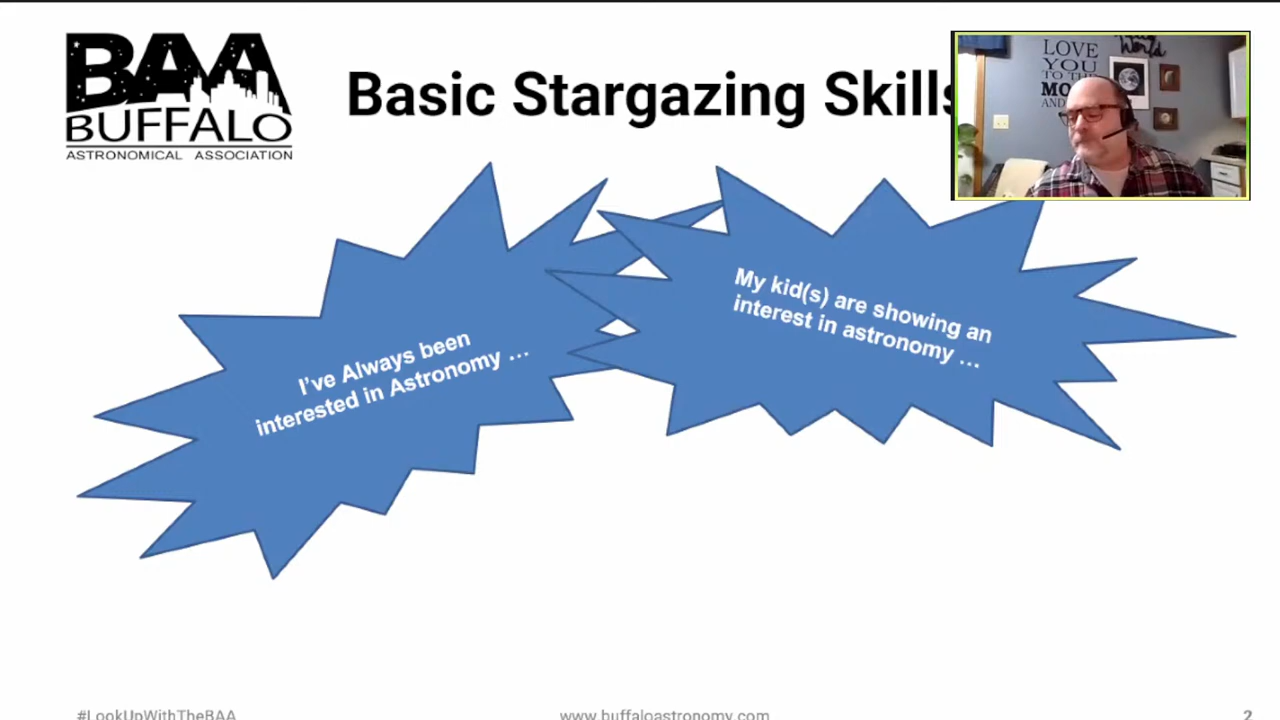 BAA
BUFFALO
ASTRONOMICAL ASSOCIATION
Basic Stargazing Skills
LOVE
YOU
TO THE
World
I've Always been
interested in Astronomy ...
My kid(s) are showing an
interest in astronomy ...
#LookUpWithTheBAA
www.buffaloastronomy.com
2